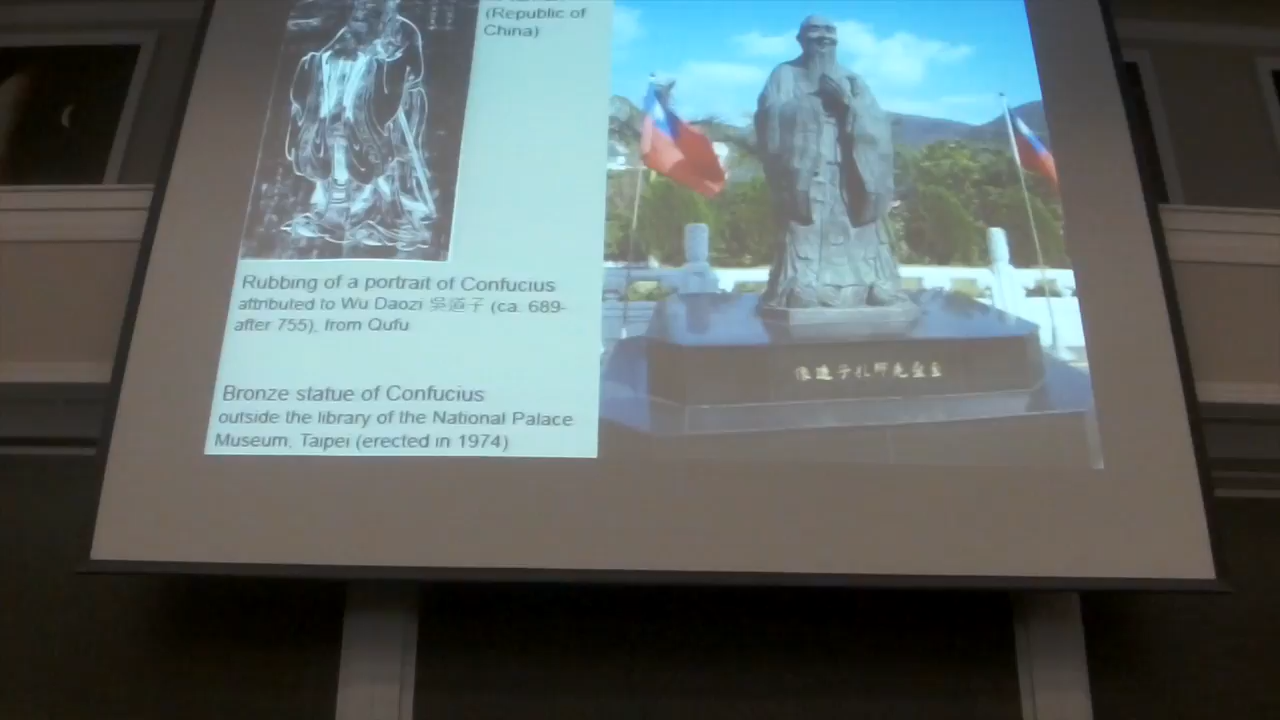 (Republic of
China)
Rubbing of a portrait of Confucius
attributed to Wu Daozi 吳道子 (ca. 689-
after 755), from Qufu
Bronze statue of Confucius
outside the library of the National Palace
Museum, Taipei (erected in 1974)
像遺子孔師先聖至